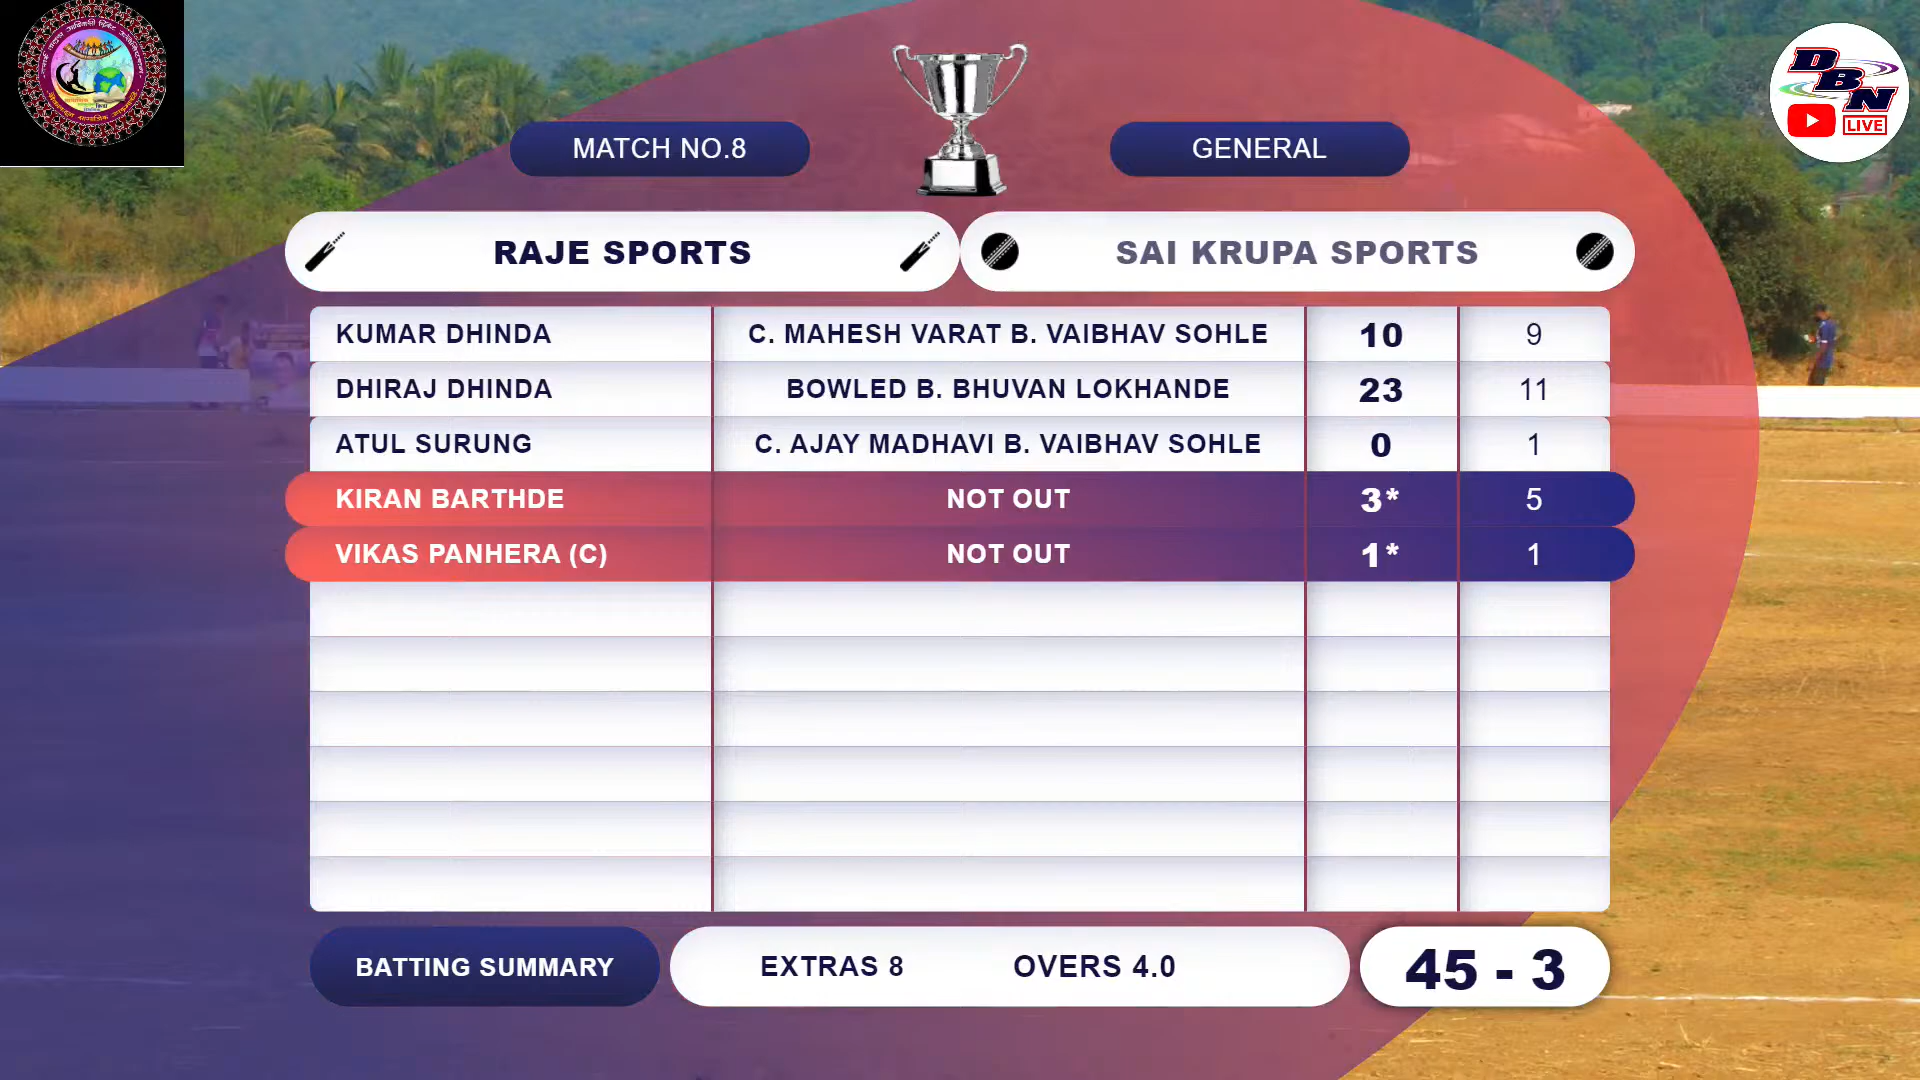 DBN
LIVE
MATCH NO.8
GENERAL
RAJE SPORTS
SAI KRUPA SPORTS
KUMAR DHINDA C. MAHESH VARAT B. VAIBHAV SOHLE 10 9
DHIRAJ DHINDA BOWLED B. BHUVAN LOKHANDE 23 11
ATUL SURUNG C. AJAY MADHAVI B. VAIBHAV SOHLE 0 1
KIRAN BARTHDE NOT OUT 3* 5
VIKAS PANHERA (C) NOT OUT 1* 1
BATTING SUMMARY EXTRAS 8 OVERS 4.0 45 - 3